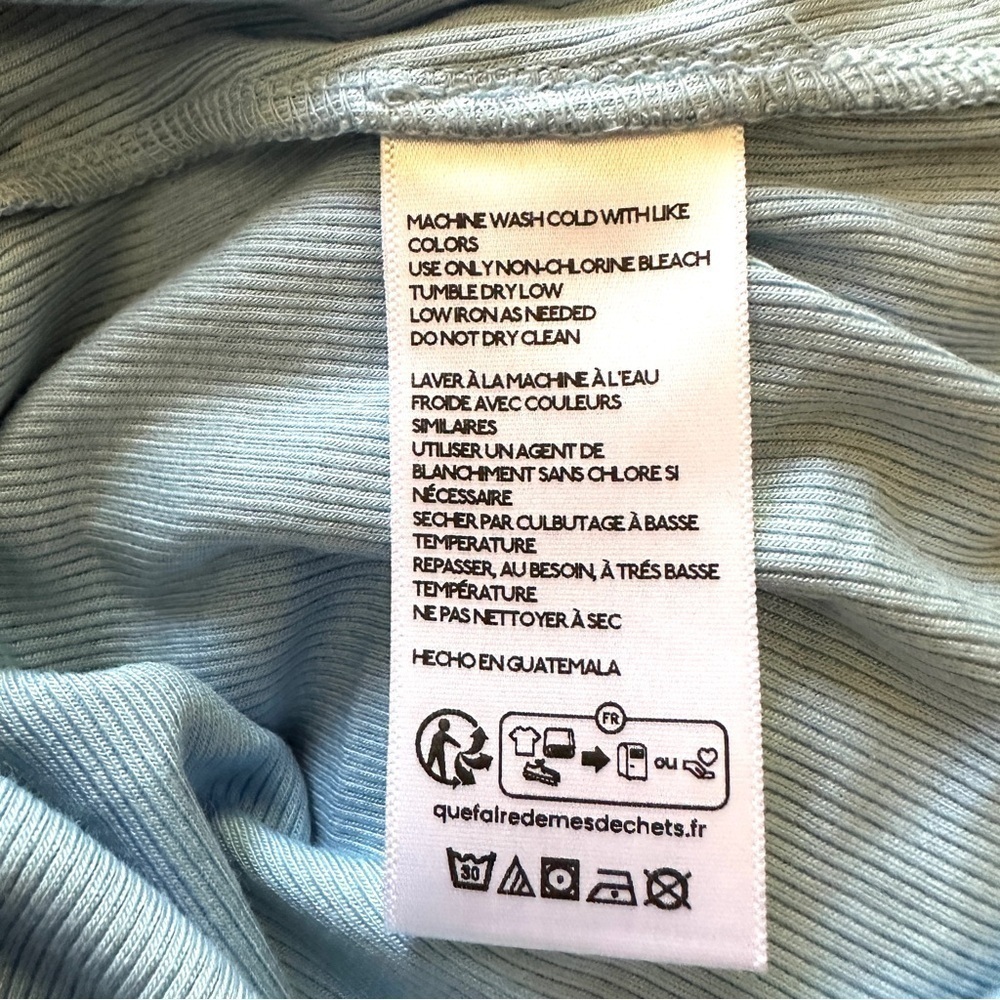 MACHINE WASH COLD WITH LIKE
COLORS
USE ONLY NON-CHLORINE BLEACH
TUMBLE DRY LOW
LOW IRON AS NEEDED
DO NOT DRY CLEAN
LAVER À LA MACHINE À L'EAU
FROIDE AVEC COULEURS
SIMILAIRES
UTILISER UN AGENT DE
BLANCHIMENT SANS CHLORE SI
NÉCESSAIRE
SECHER PAR CULBUTAGE À BASSE
TEMPERATURE
REPASSER, AU BESOIN, À TRÉS BASSE
TEMPÉRATURE
NE PAS NETTOYER À SEC
HECHO EN GUATEMALA
FR
ou
quefairedemesdechets.fr
30